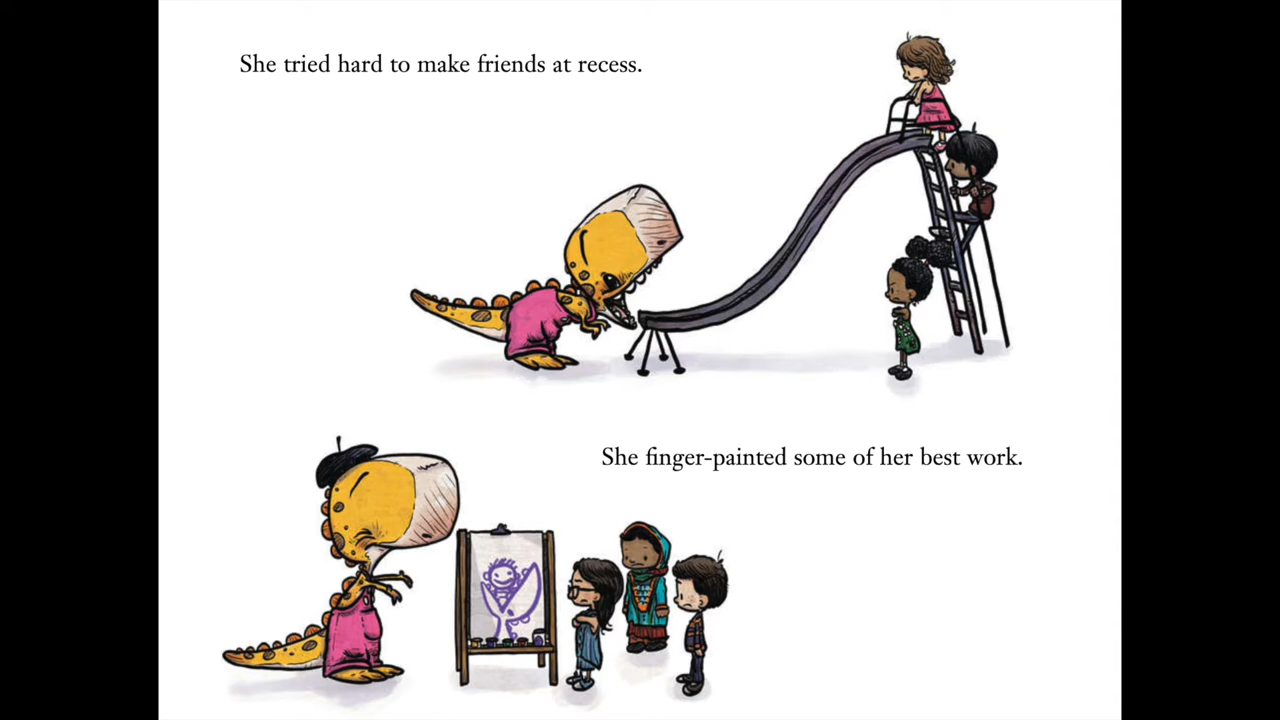 She tried hard to make friends at recess.
She finger-painted some of her best work.